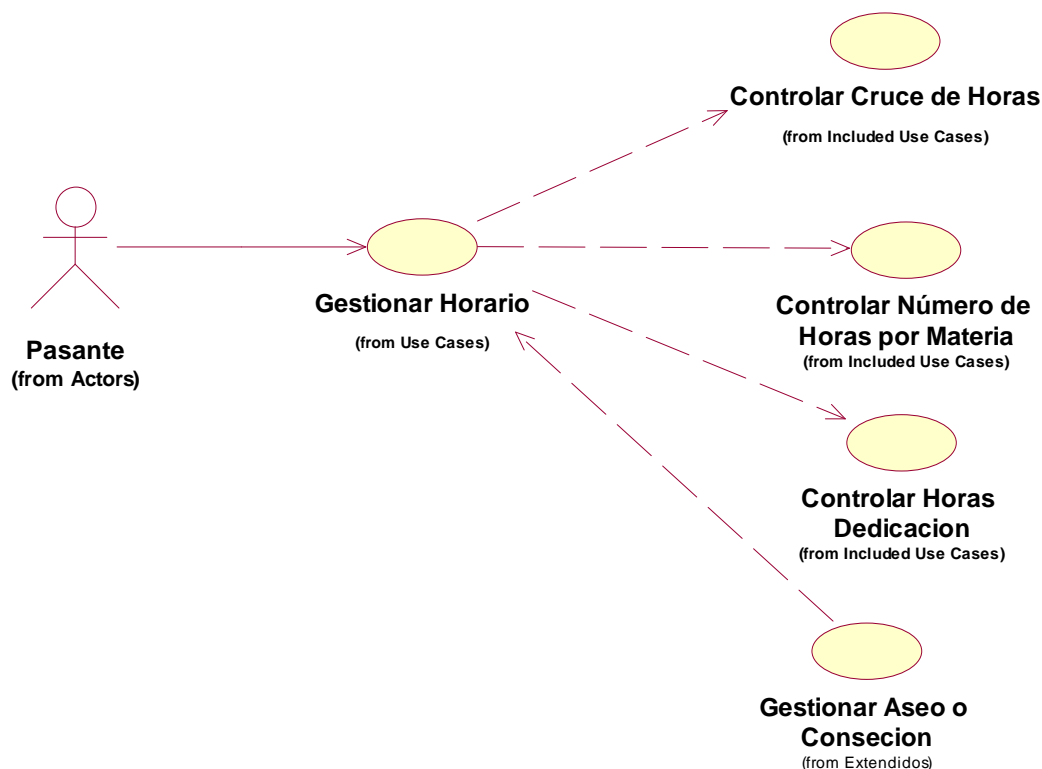 Controlar Cruce de Horas
(from Included Use Cases)
Pasante
(from Actors)
Gestionar Horario
(from Use Cases)
Controlar Número de
Horas por Materia
(from Included Use Cases)
Controlar Horas
Dedicacion
(from Included Use Cases)
Gestionar Aseo o
Consecion
(from Extendidos)